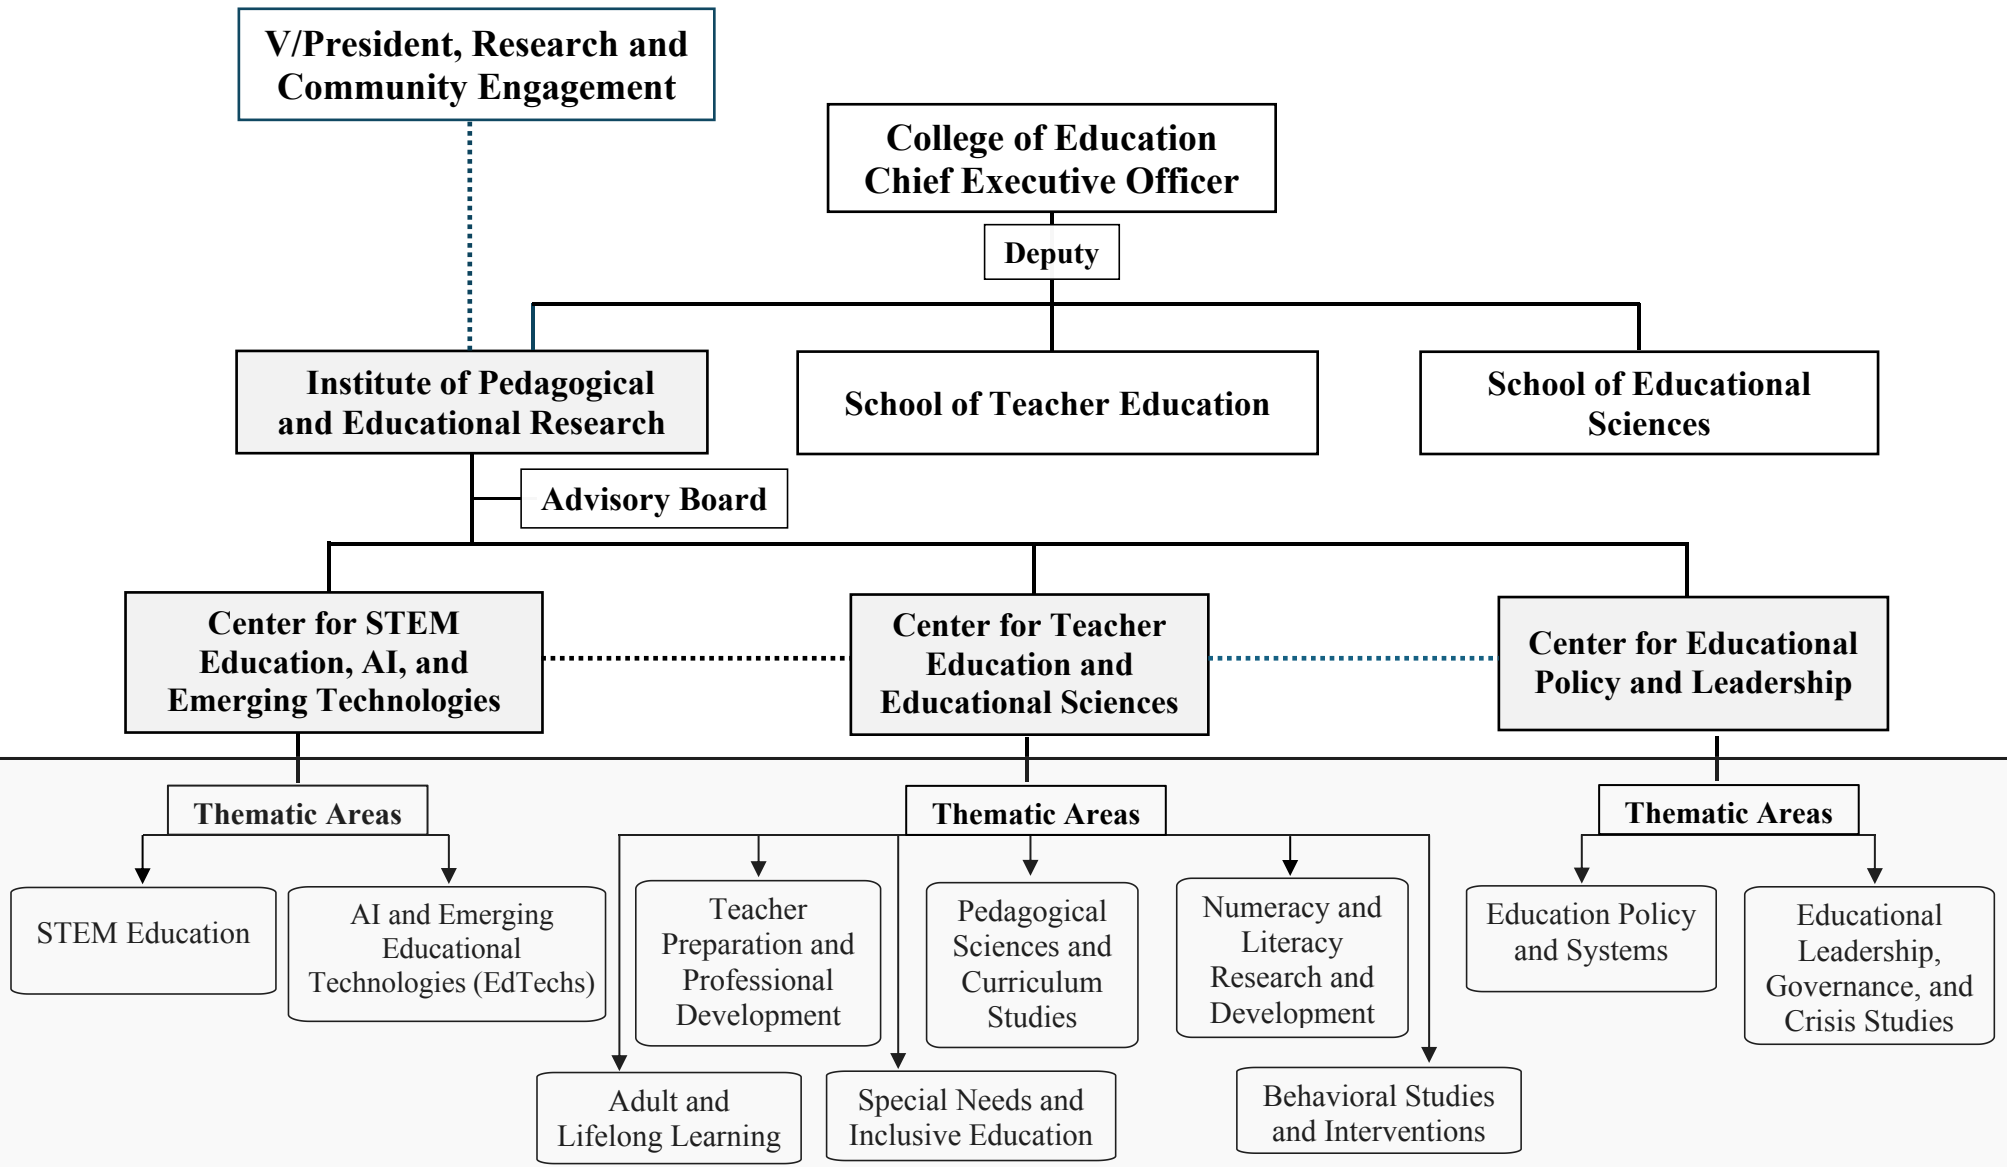 V/President, Research and
Community Engagement
College of Education
Chief Executive Officer
Deputy
Institute of Pedagogical
and Educational Research
School of Teacher Education
School of Educational
Sciences
Advisory Board
Center for STEM
Education, AI, and
Emerging Technologies
Center for Teacher
Education and
Educational Sciences
Center for Educational
Policy and Leadership
Thematic Areas
Thematic Areas
Thematic Areas
STEM Education
AI and Emerging
Educational
Technologies (EdTechs)
Teacher
Preparation and
Professional
Development
Pedagogical
Sciences and
Curriculum
Studies
Numeracy and
Literacy
Research and
Development
Education Policy
and Systems
Educational
Leadership,
Governance, and
Crisis Studies
Adult and
Lifelong Learning
Special Needs and
Inclusive Education
Behavioral Studies
and Interventions